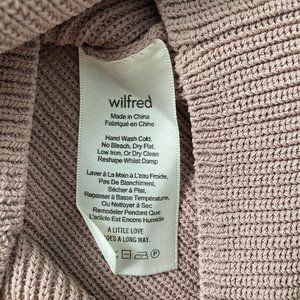 wilfred
Made in China
Fabriqué en Chine
Hand Wash Cold,
No Bleach, Dry Flat,
Low Iron, Or Dry Clean
Reshape Whilst Damp
Laver à La Main à L'eau Froide,
Pas De Blanchiment,
Sécher à Plat,
Repasser à Basse Température,
Ou Nettoyer à Sec
Remodeler Pendant Que
L'article Est Encore Humide
A LITTLE LOVE
GOES A LONG WAY.
P